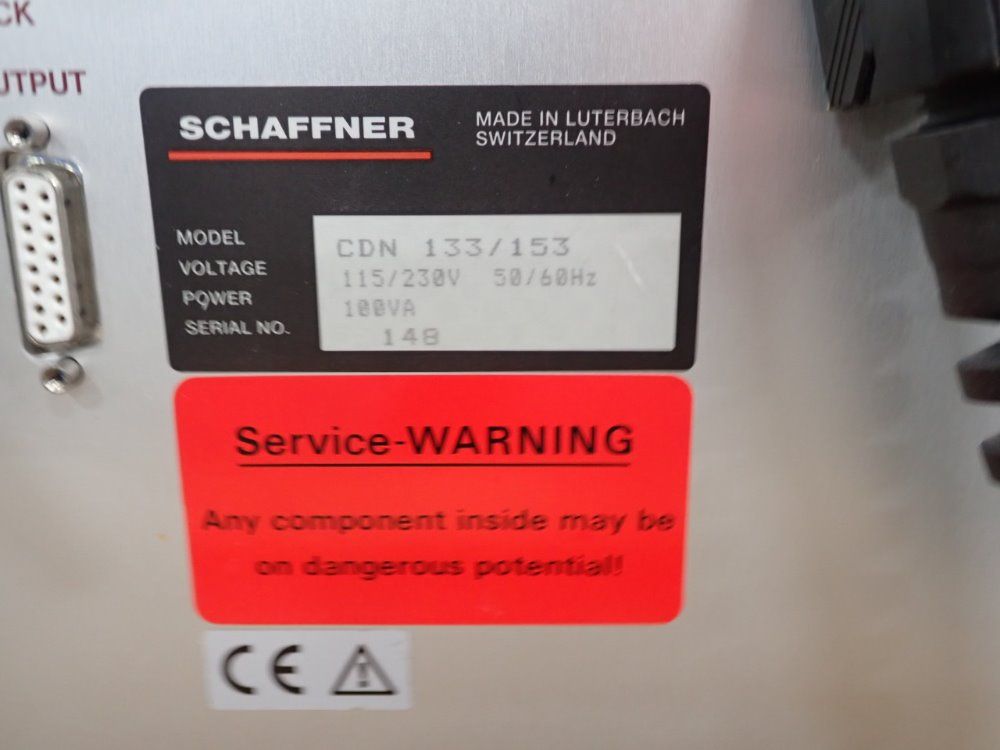 CK
UTPUT
SCHAFFNER
MADE IN LUTERBACH
SWITZERLAND
MODEL CDN 133/153
VOLTAGE 115/230V 50/60Hz
POWER 100VA
SERIAL NO. 148
Service-WARNING
Any component inside may be
on dangerous potential!
CE